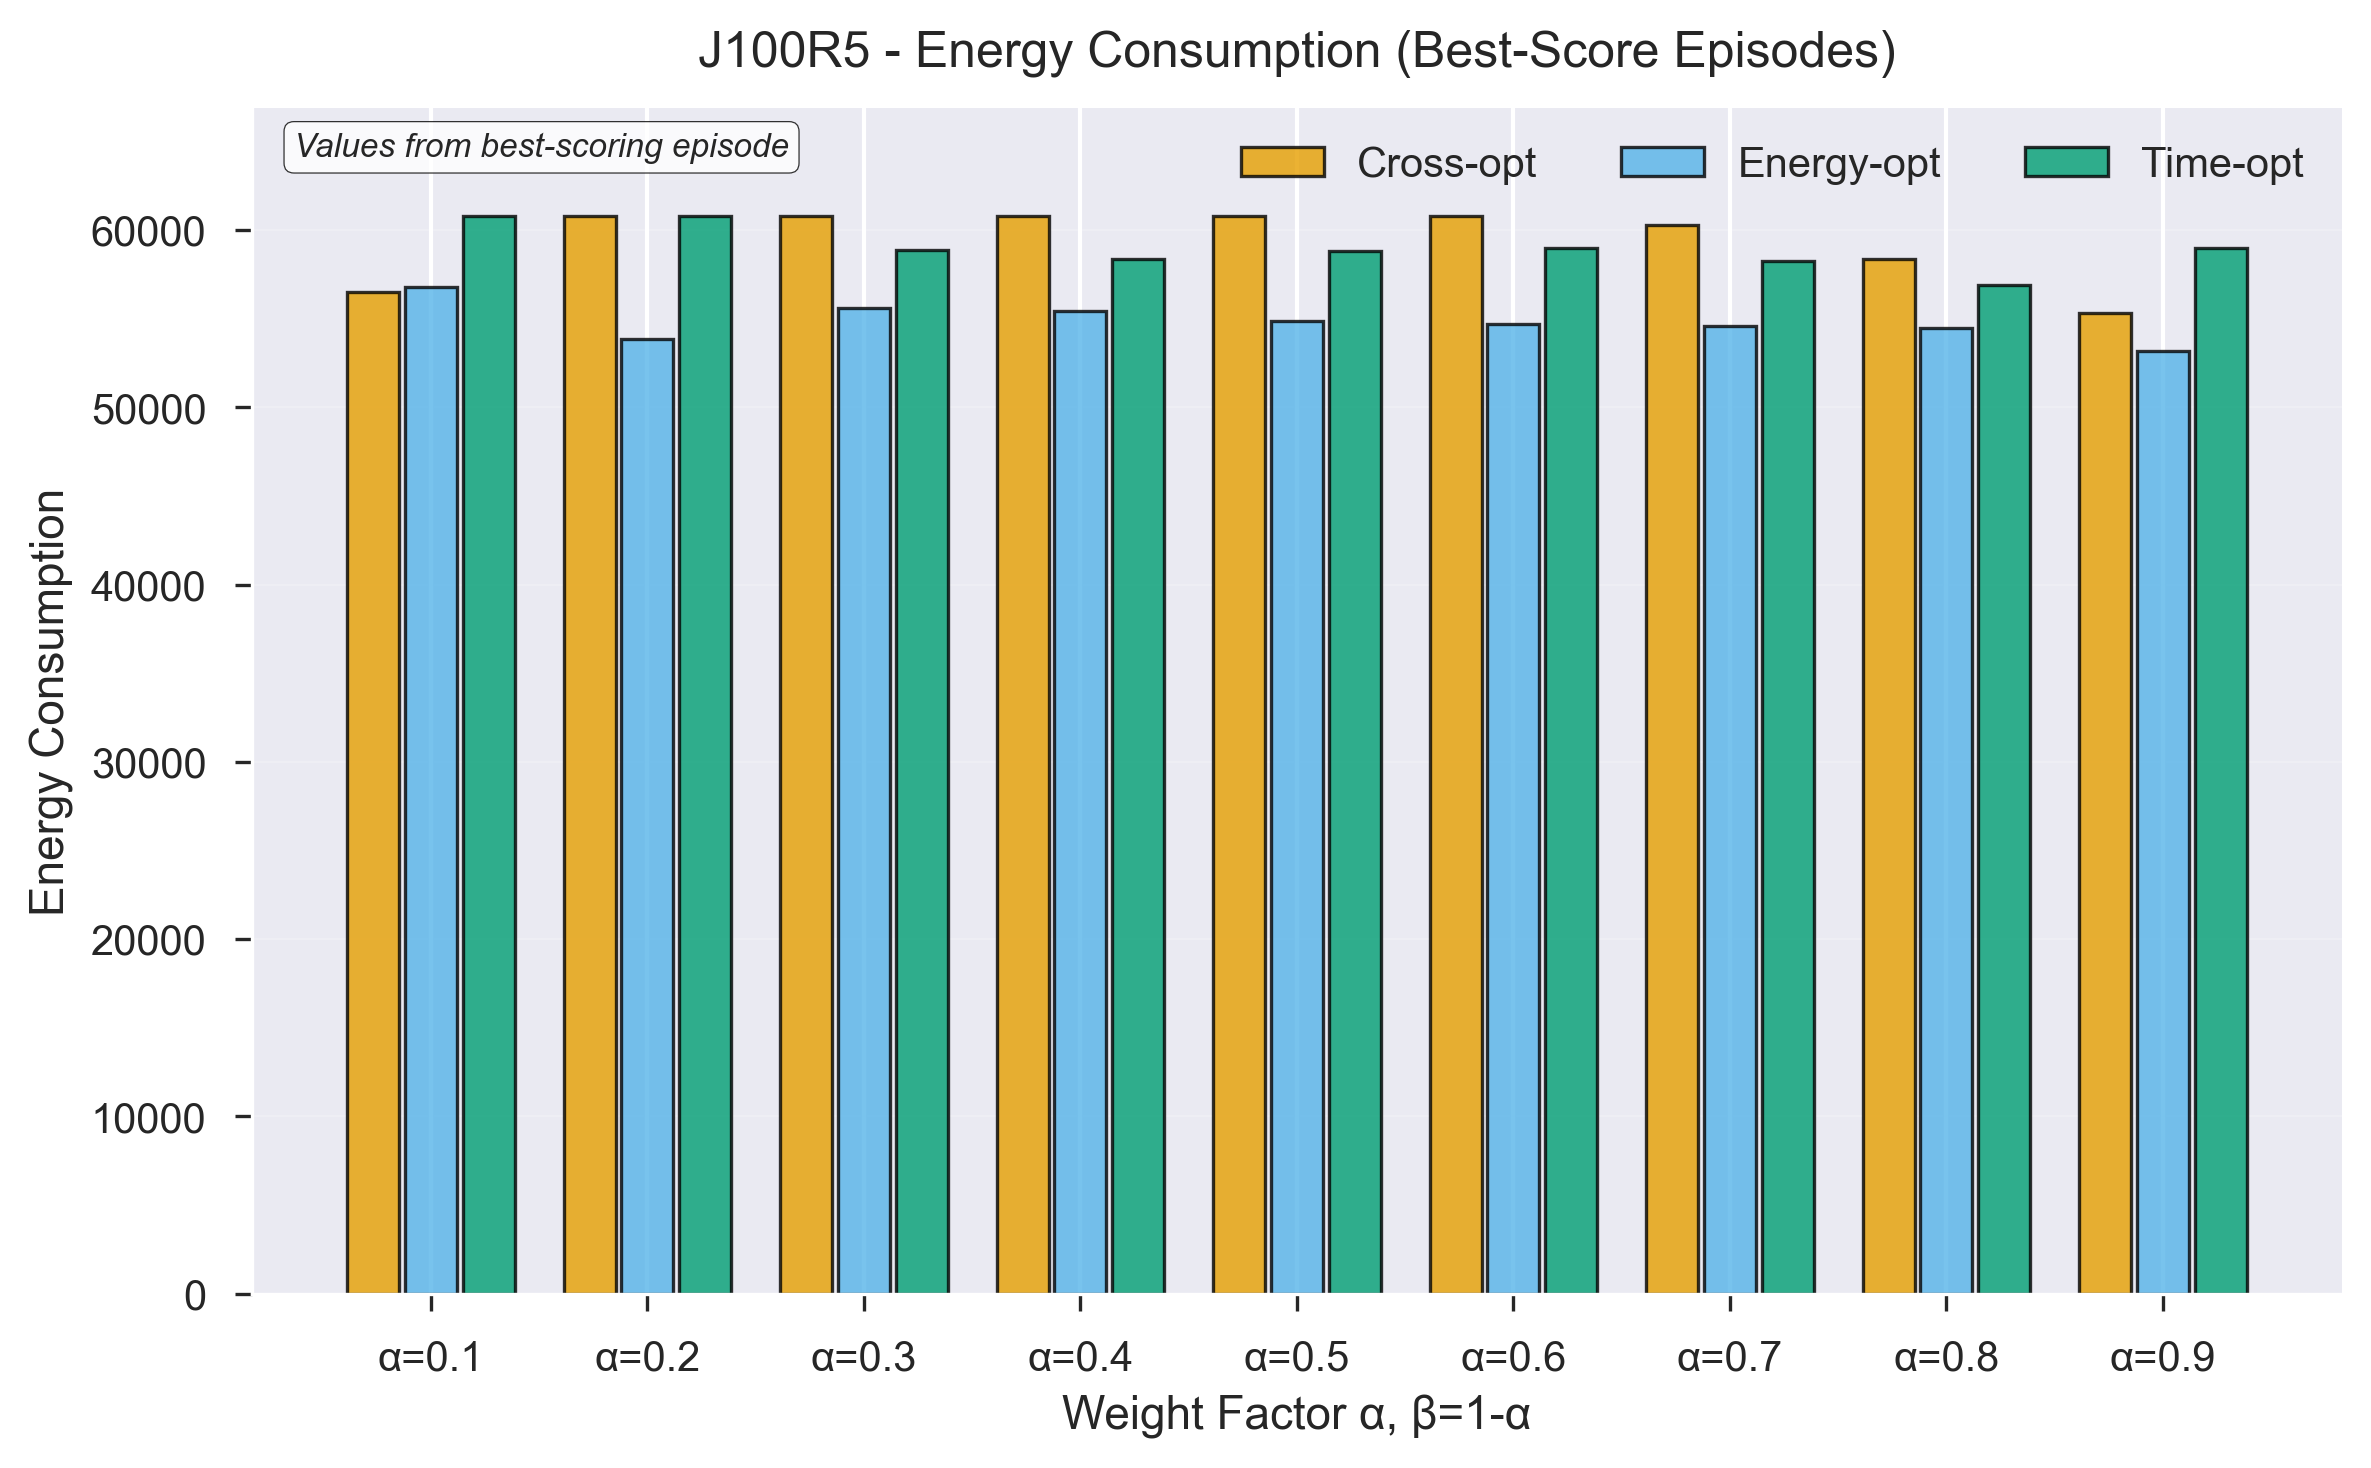 J100R5 - Energy Consumption (Best-Score Episodes)
Values from best-scoring episode
Cross-opt
Energy-opt
Time-opt
Energy Consumption
60000
50000
40000
30000
20000
10000
0
α=0.1
α=0.2
α=0.3
α=0.4
α=0.5
α=0.6
α=0.7
α=0.8
α=0.9
Weight Factor α, β=1-α